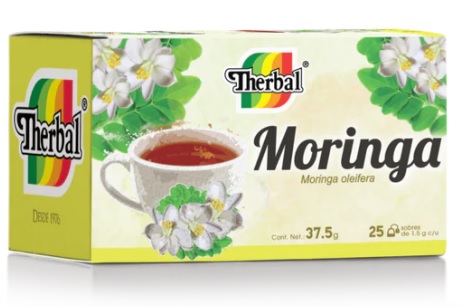 Therbal®
DESDE 1976
Therbal®
Moringa
Moringa oleifera
Cont. Net.: 37.5g
25 sobres
de 1.5 g c/u